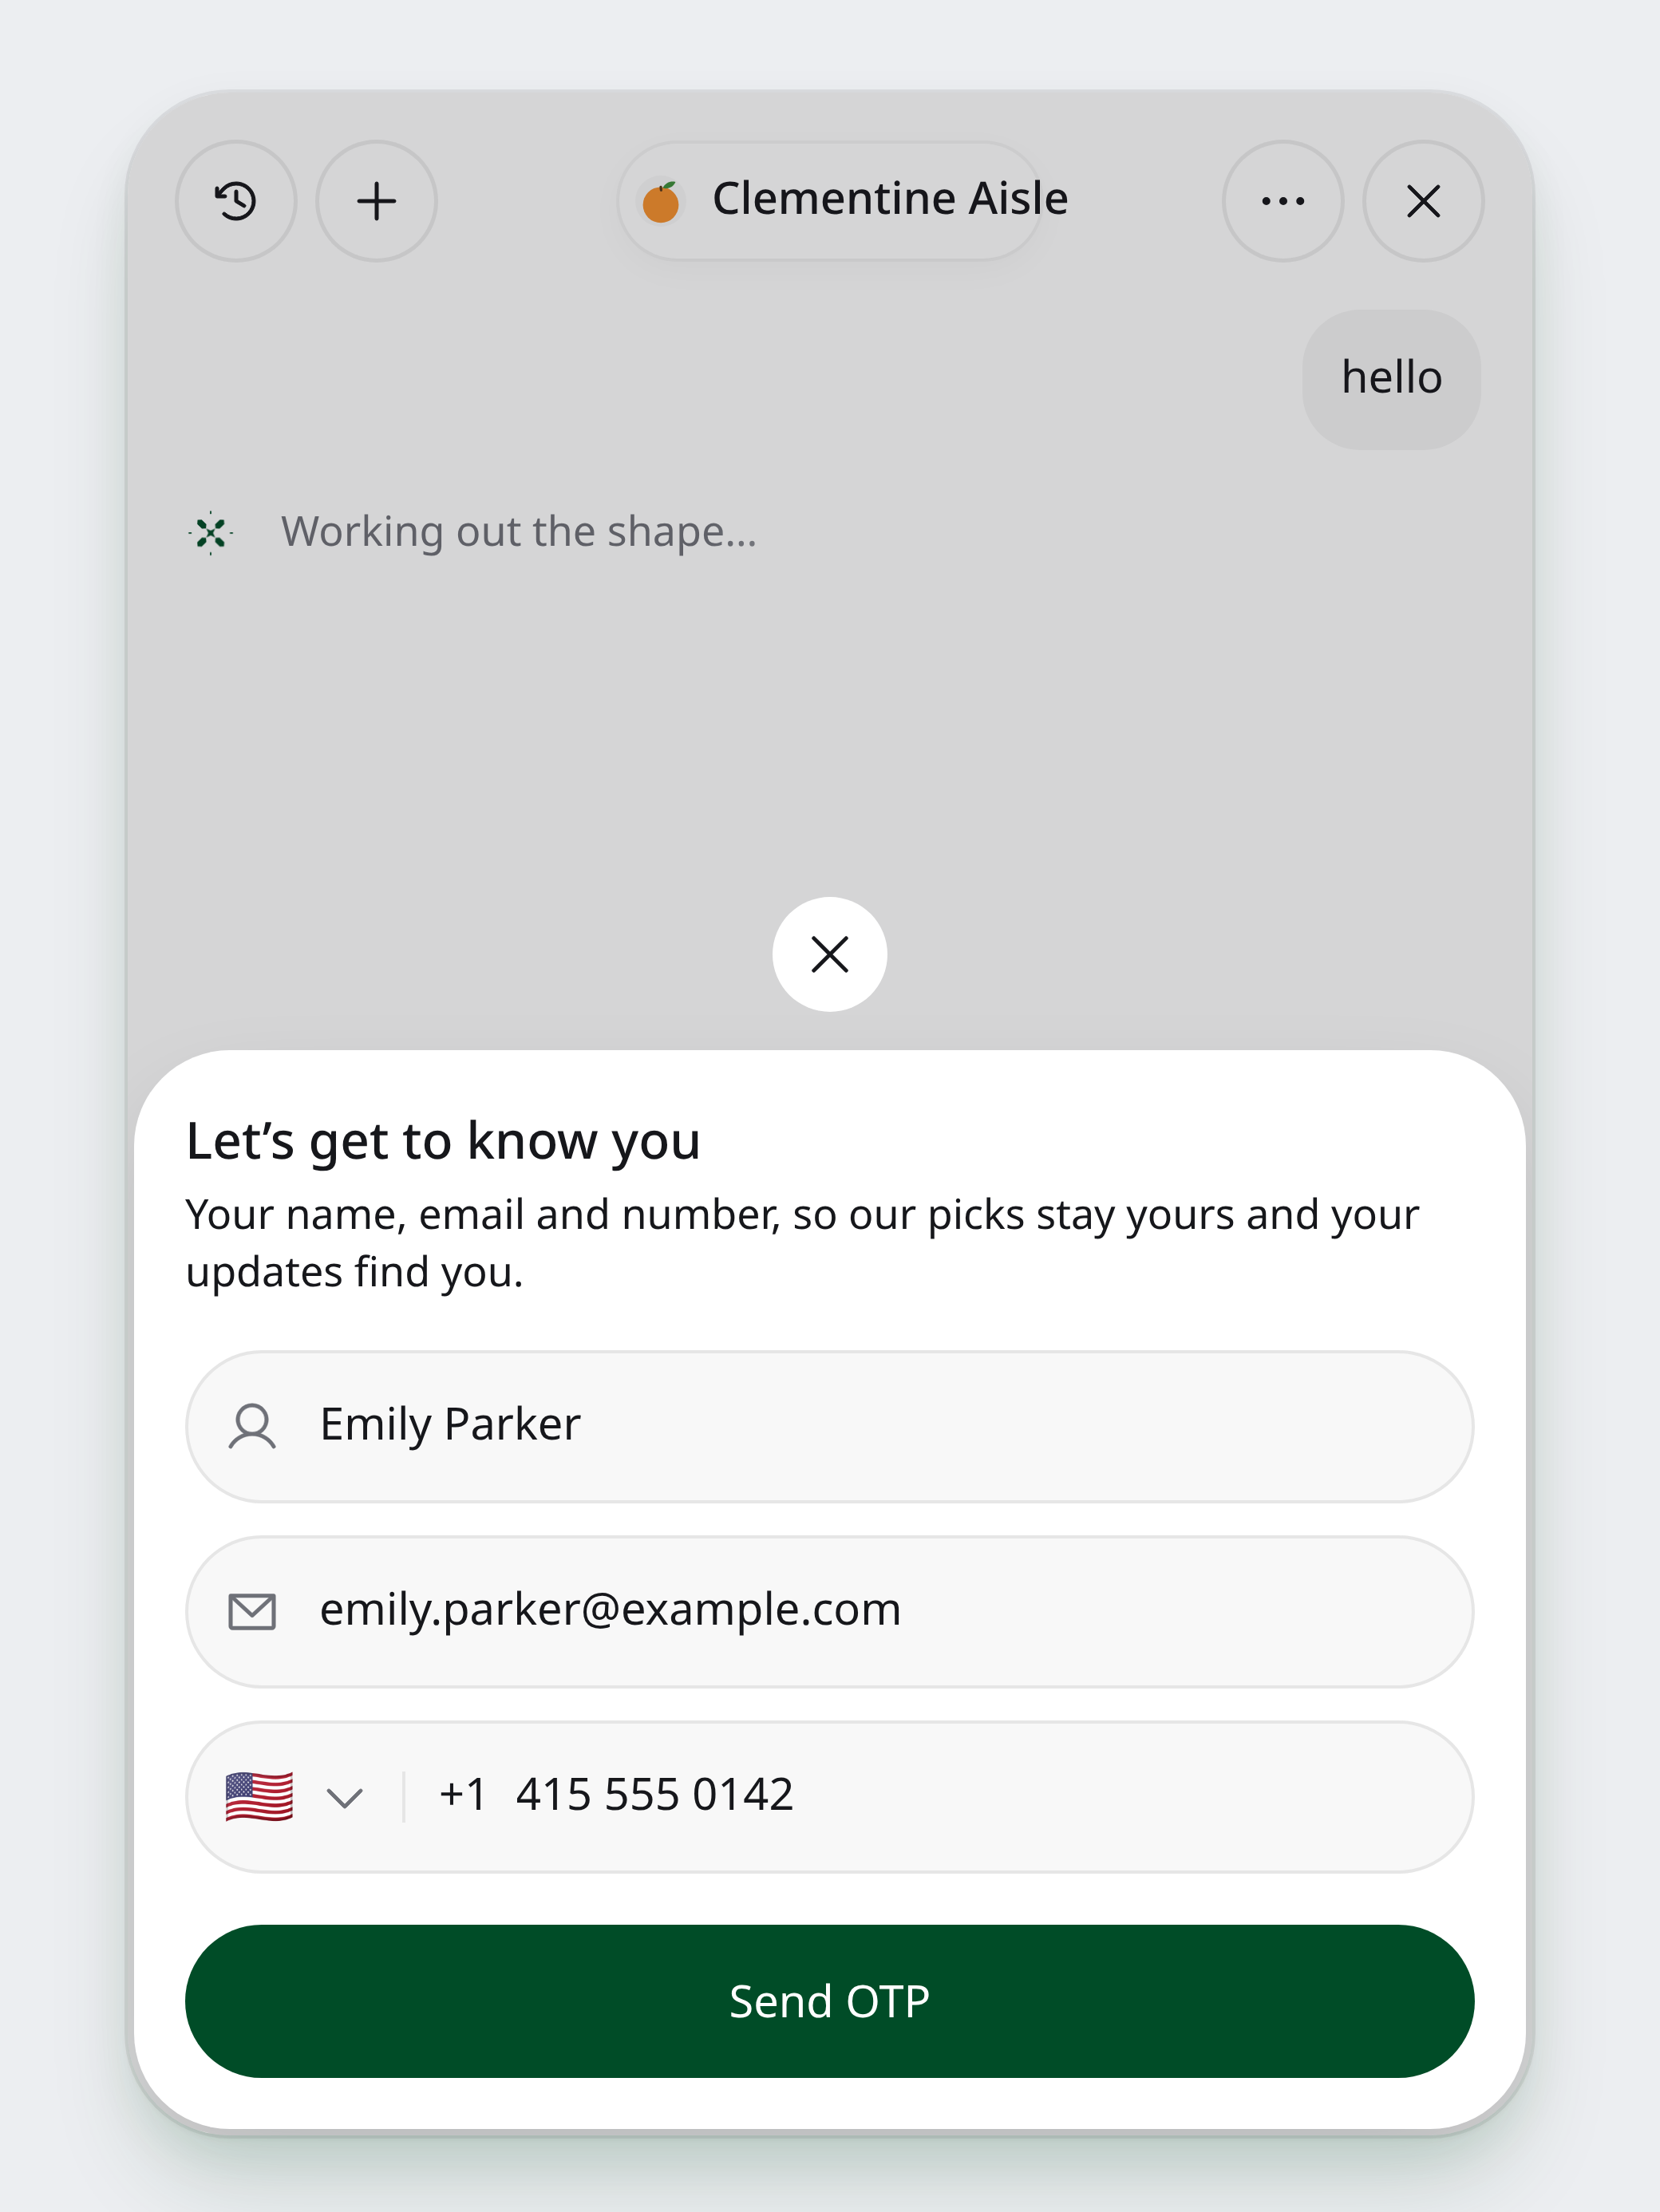 Clementine Aisle
hello
Working out the shape...
Let’s get to know you
Your name, email and number, so our picks stay yours and your
updates find you.
Emily Parker
emily.parker@example.com
+1 415 555 0142
Send OTP